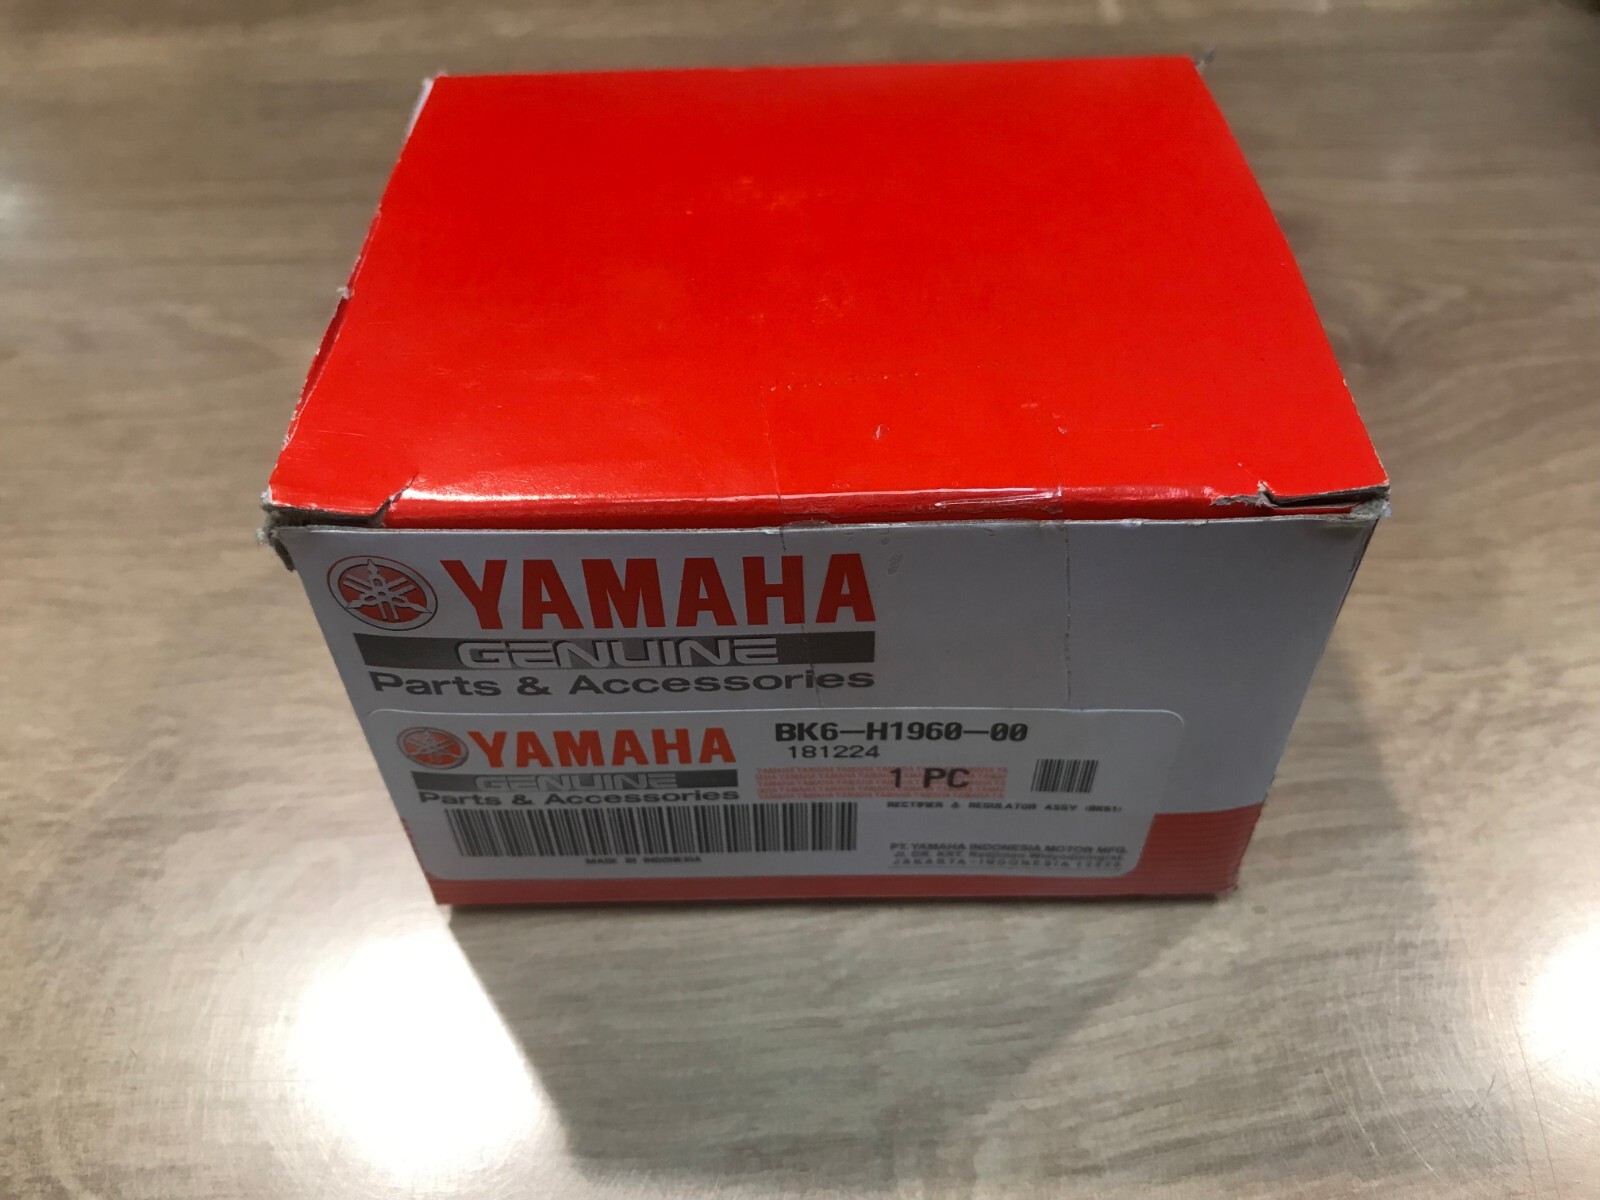 YAMAHA
GENUINE
Parts & Accessories
YAMAHA
GENUINE
Parts & Accessories
BK6-H1960-00
181224
1 PC
RECTIFIER & REGULATOR ASSY (BK61)
MADE IN INDONESIA
PT. YAMAHA INDONESIA MOTOR MFG.
JAKARTA-INDONESIA